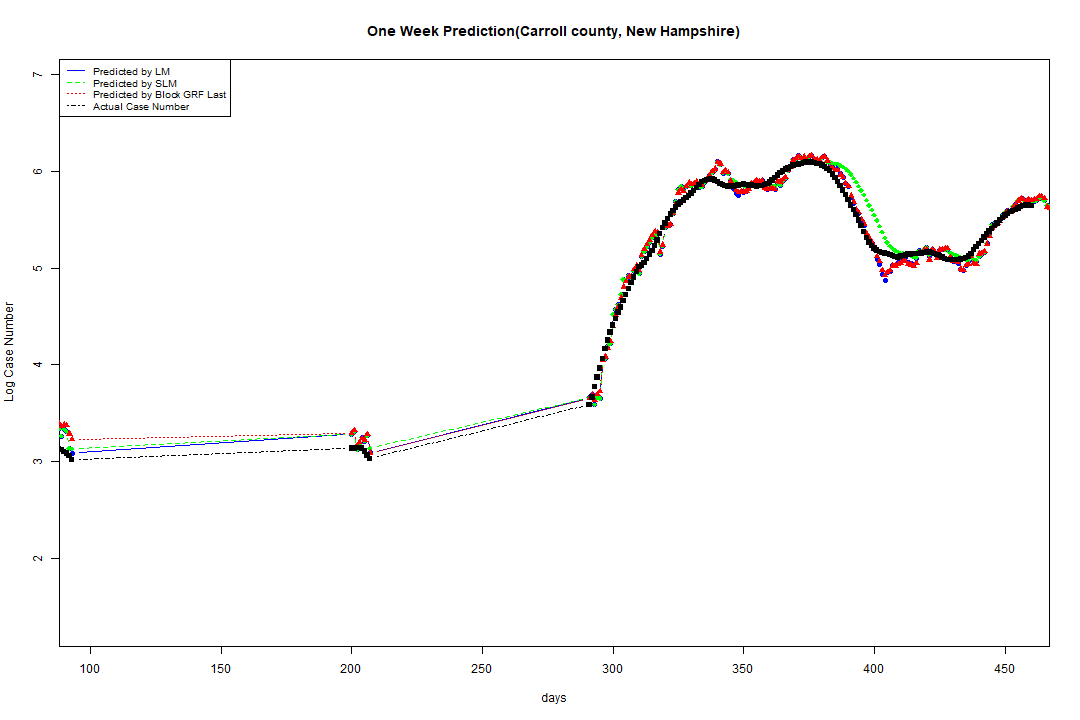 One Week Prediction(Carroll county, New Hampshire)
Predicted by LM
Predicted by SLM
Predicted by Block GRF Last
Actual Case Number
7
6
5
4
3
2
Log Case Number
100 150 200 250 300 350 400 450
days